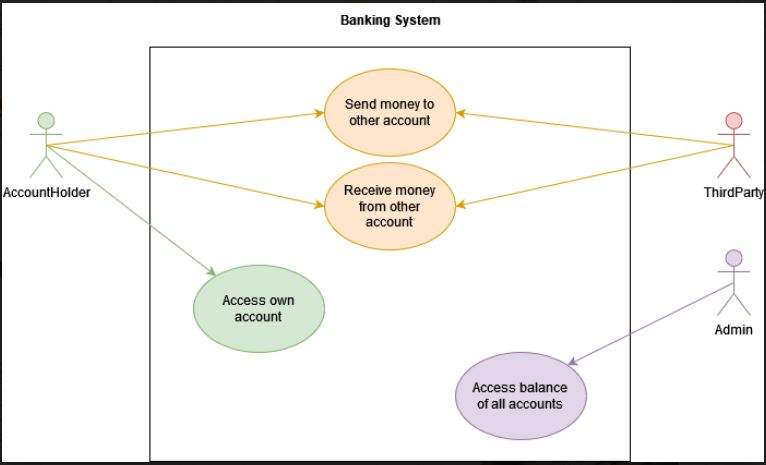 Banking System
Send money to
other account
AccountHolder
ThirdParty
Receive money
from other
account
Access own
account
Admin
Access balance
of all accounts